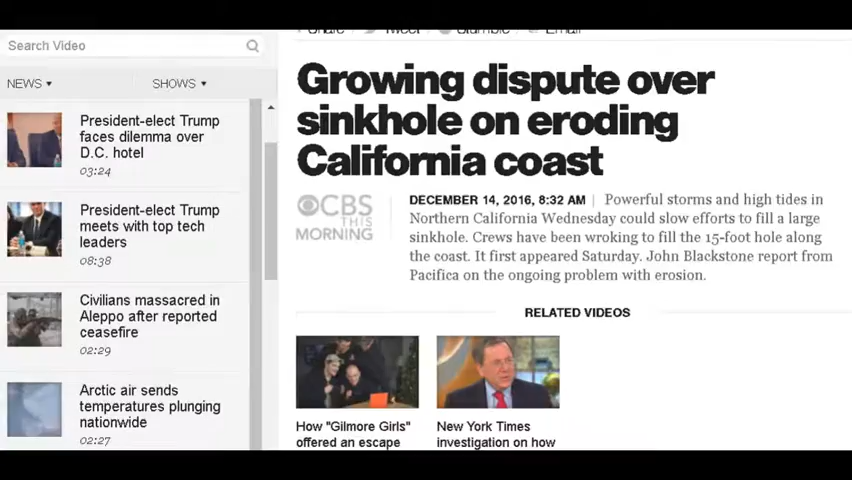 Share Tweet Stumble Email
Search Video
NEWS ▾ SHOWS ▾
President-elect Trump
faces dilemma over
D.C. hotel
03:24
President-elect Trump
meets with top tech
leaders
08:38
Civilians massacred in
Aleppo after reported
ceasefire
02:29
Arctic air sends
temperatures plunging
nationwide
02:27
Growing dispute over
sinkhole on eroding
California coast
CBS
THIS
MORNING
DECEMBER 14, 2016, 8:32 AM | Powerful storms and high tides in
Northern California Wednesday could slow efforts to fill a large
sinkhole. Crews have been wroking to fill the 15-foot hole along
the coast. It first appeared Saturday. John Blackstone report from
Pacifica on the ongoing problem with erosion.
RELATED VIDEOS
How "Gilmore Girls"
offered an escape
New York Times
investigation on how